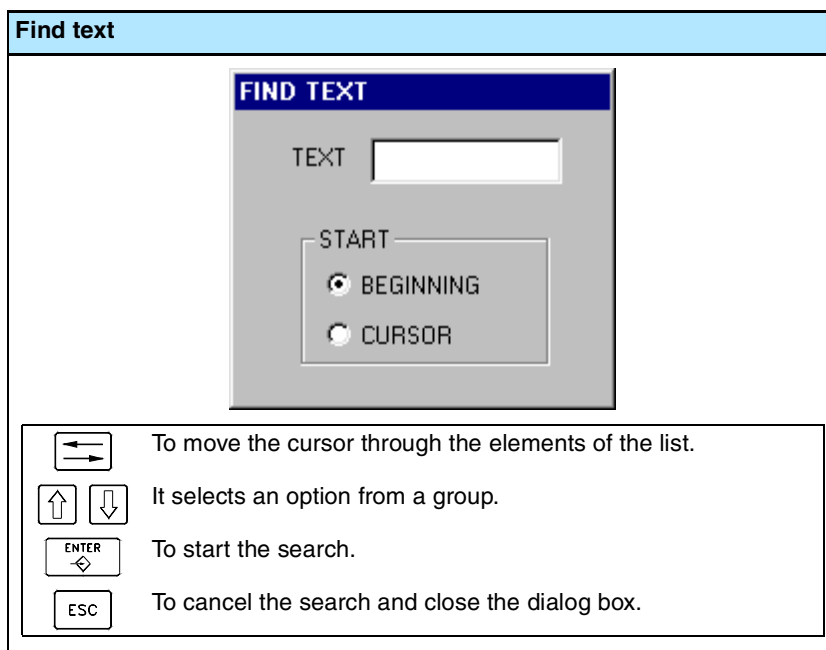 Find text
FIND TEXT
TEXT
START
BEGINNING
CURSOR
To move the cursor through the elements of the list.
It selects an option from a group.
ENTER
To start the search.
ESC
To cancel the search and close the dialog box.